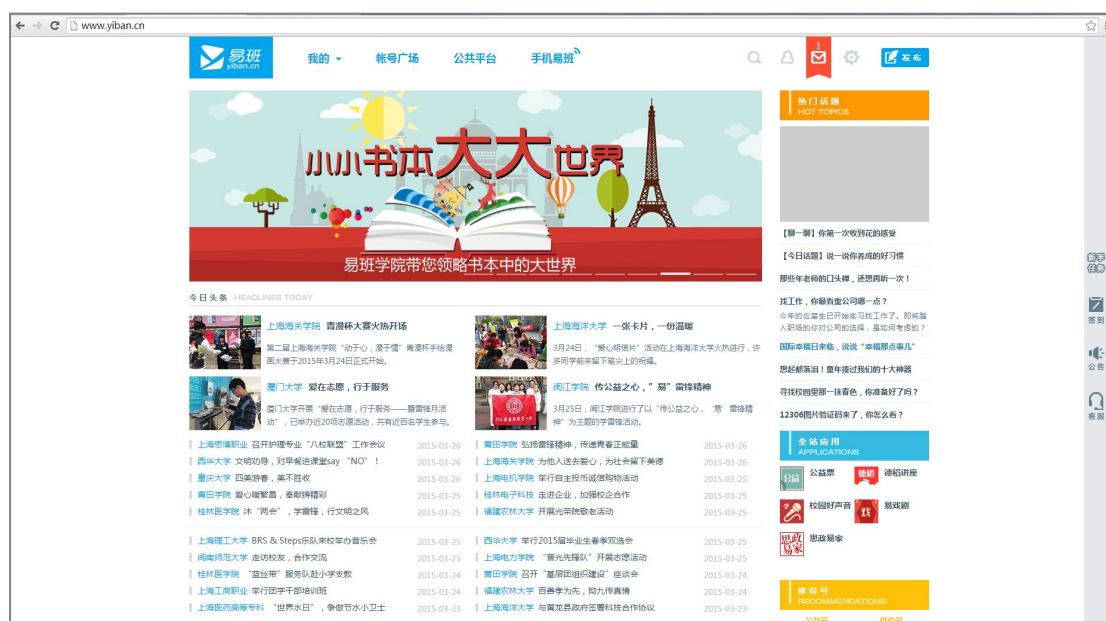 www.yiban.cn
易班
yiban.cn
我的
帐号广场
公共平台
手机易班
1
发布
小小书本大大世界
易班学院带您领略书本中的大世界
热门话题
HOT TOPICS
【聊一聊】你第一次收到花的感受
【今日话题】说一说你养成的好习惯
那些年老师的口头禅，还想再听一次！
找工作，你最看重公司哪一点？
今年的应届生已开始实习找工作了。即将踏
入职场的你对公司的选择，是如何考虑的？
国际幸福日来临，说说“幸福那点事儿”
想起都落泪！童年揍过我们的十大神器
寻找校园里那一抹春色，你准备好了吗？
12306图片验证码来了，你怎么看？
新手
任务
签到
公告
客服
今日头条 HEADLINES TODAY
上海海关学院 青漫杯大赛火热开场
第二届上海海关学院“动于心，漫于情”青漫杯手绘漫
画大赛于2015年3月24日正式开始。
上海海洋大学 一张卡片，一份温暖
3月24日，“爱心明信片”活动在上海海洋大学火热进行，许
多同学前来留下笔尖上的祝福。
厦门大学 爱在志愿，行于服务
厦门大学开展“爱在志愿，行于服务——暨雷锋月活
动”，已举办近20项志愿活动，共有近百名学生参与。
闽江学院 传公益之心，”易”雷锋精神
3月25日，闽江学院进行了以“传公益之心，‘易’雷锋精
神”为主题的学雷锋活动。
上海思博职业 召开护理专业“八校联盟”工作会议 2015-03-26
西华大学 文明劝导，对早餐进课堂say “NO”！ 2015-03-26
重庆大学 四美游春，美不胜收 2015-03-26
莆田学院 爱心暖繁昌，奉献铸精彩 2015-03-25
桂林医学院 沐“两会”，学雷锋，行文明之风 2015-03-25
莆田学院 弘扬雷锋精神，传递青春正能量 2015-03-26
上海海关学院 为他人送去爱心，为社会留下美德 2015-03-26
上海电机学院 举行自主投币诚信购物活动 2015-03-25
桂林电子科技 走进企业，加强校企合作 2015-03-25
福建农林大学 开展光荣院敬老活动 2015-03-25
上海理工大学 BRS & Steps乐队来校举办音乐会 2015-03-25
闽南师范大学 走访校友，合作交流 2015-03-25
桂林医学院 “蓝丝带”服务队赴小学支教 2015-03-24
上海工商职业 举行团学干部培训班 2015-03-24
上海医药高等专科 “世界水日”，争做节水小卫士 2015-03-23
西华大学 举行2015届毕业生春季双选会 2015-03-25
上海电力学院 “普光先锋队”开展志愿活动 2015-03-25
莆田学院 召开“基层团组织建设”座谈会 2015-03-24
福建农林大学 百善孝为先，拗九传真情 2015-03-24
上海海洋大学 与黄龙县政府签署科技合作协议 2015-03-23
全站应用
APPLICATIONS
公益
公益票
德稻
德稻讲座
校园好声音
戏
易戏剧
思政
易家
思政易家
推荐号
RECOMMENDATIONS